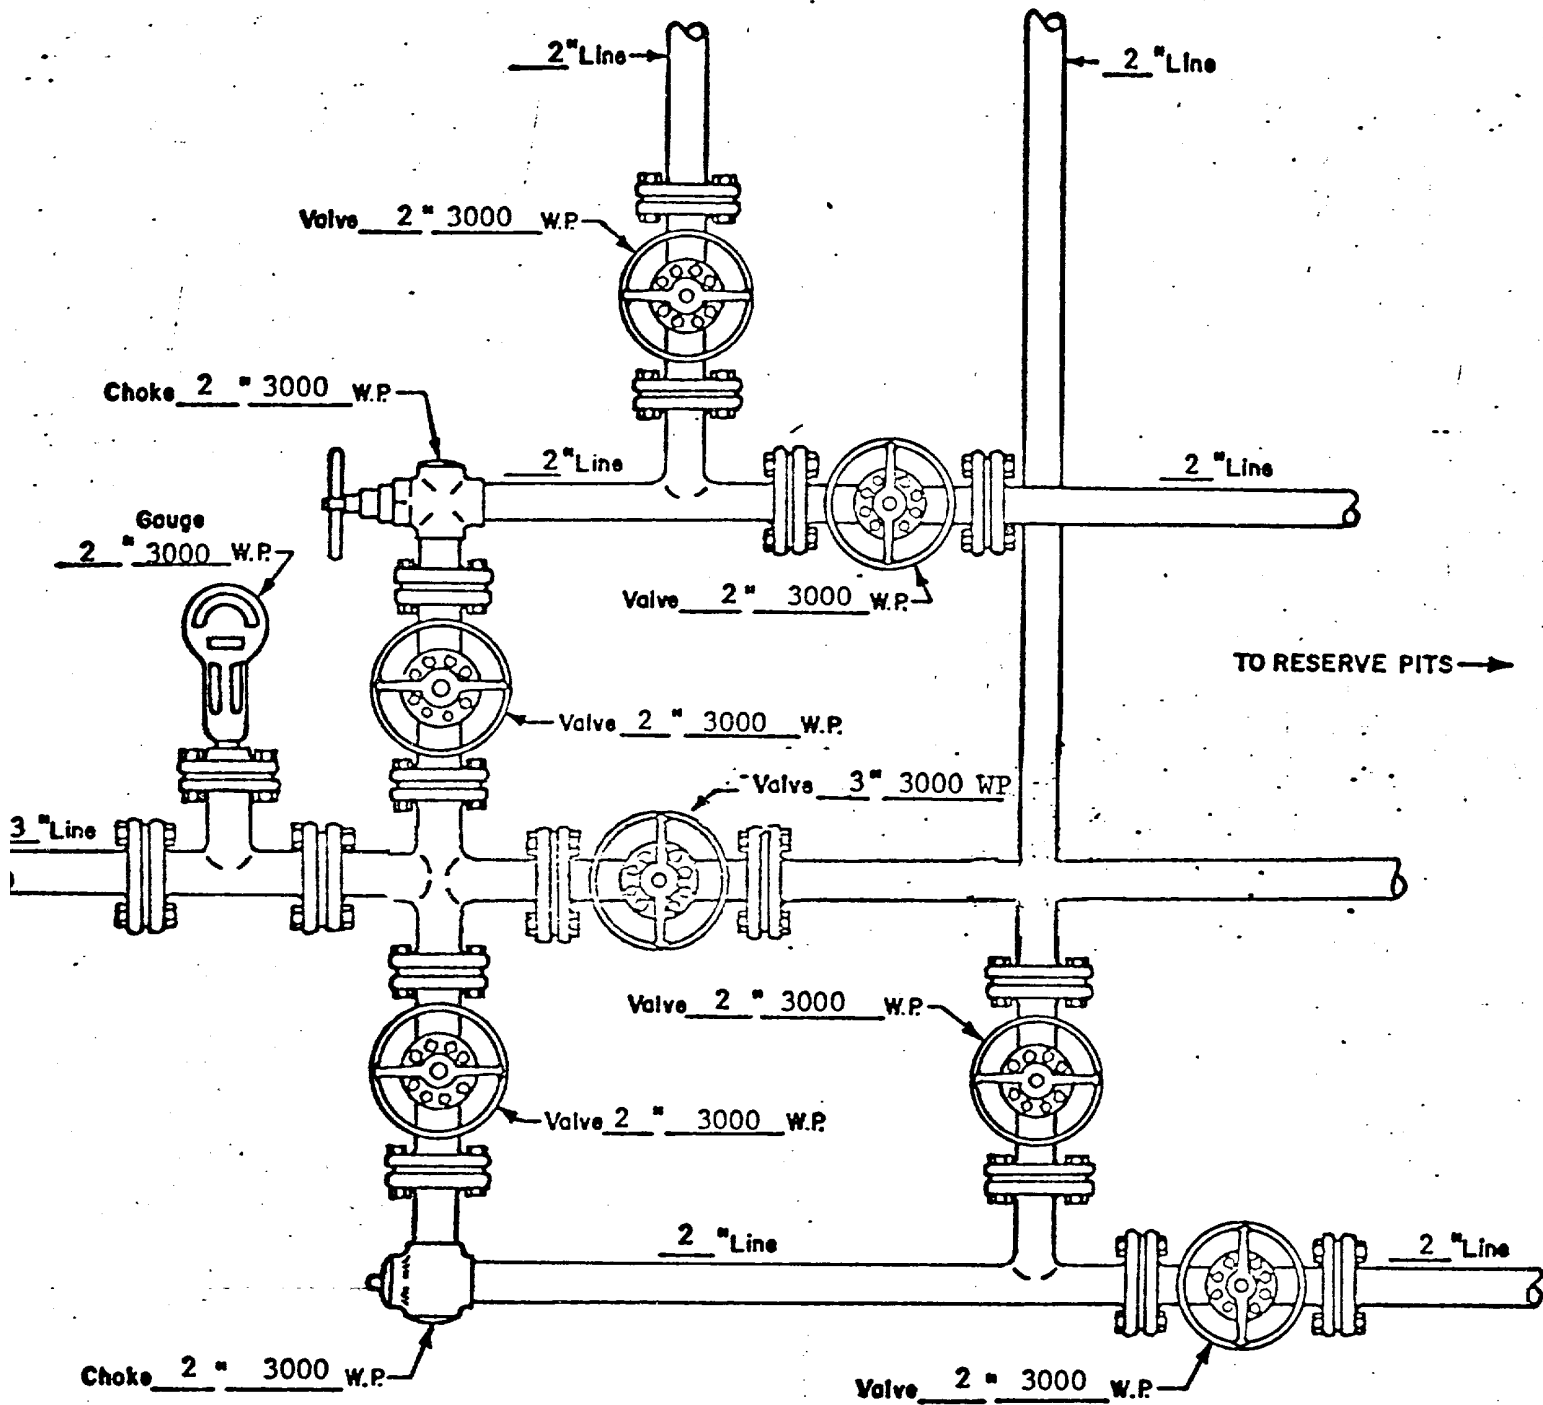 2 "Line
2 "Line
Valve 2 " 3000 W.P.
Choke 2 " 3000 W.P.
2 "Line
2 "Line
Gauge
2 " 3000 W.P.
Valve 2 " 3000 W.P.
TO RESERVE PITS
Valve 2 " 3000 W.P.
Valve 3 " 3000 WP
3 "Line
Valve 2 " 3000 W.P.
Valve 2 " 3000 W.P.
2 "Line
2 "Line
Choke 2 " 3000 W.P.
Valve 2 " 3000 W.P.